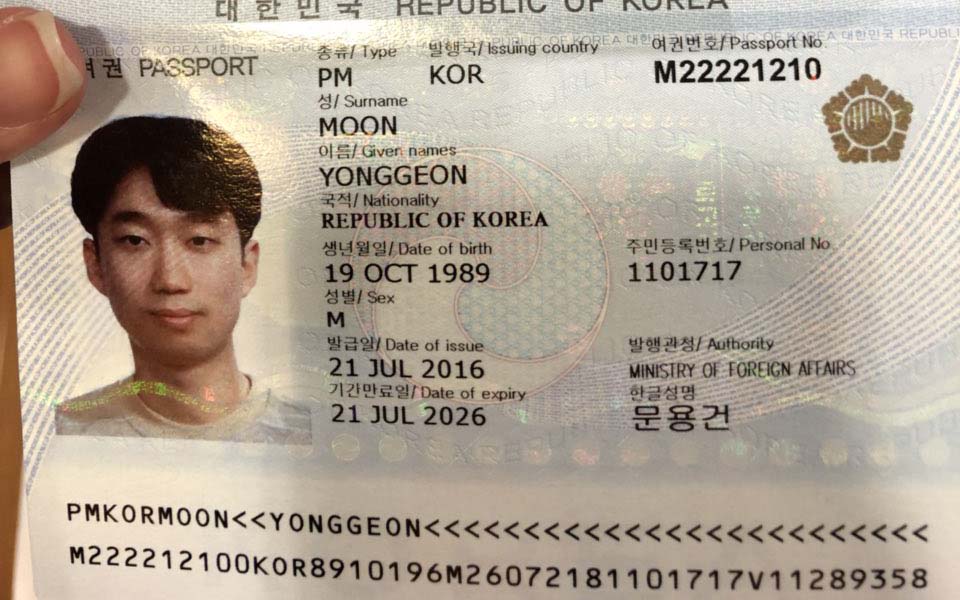 대한민국 REPUBLIC OF KOREA
여권 PASSPORT
종류/ Type 발행국/ Issuing country 여권번호/ Passport No.
PM KOR M22221210
성/ Surname
MOON
이름/ Given names
YONGGEON
국적/ Nationality
REPUBLIC OF KOREA
생년월일/ Date of birth 주민등록번호/ Personal No.
19 OCT 1989 1101717
성별/ Sex
M
발급일/ Date of issue 발행관청/ Authority
21 JUL 2016 MINISTRY OF FOREIGN AFFAIRS
기간만료일/ Date of expiry 한글성명
21 JUL 2026 문용건
PMKORMOON<<YONGGEON<<<<<<<<<<<<<<<<<<<<<<<<<
M222212100KOR8910196M26072181101717V11289358